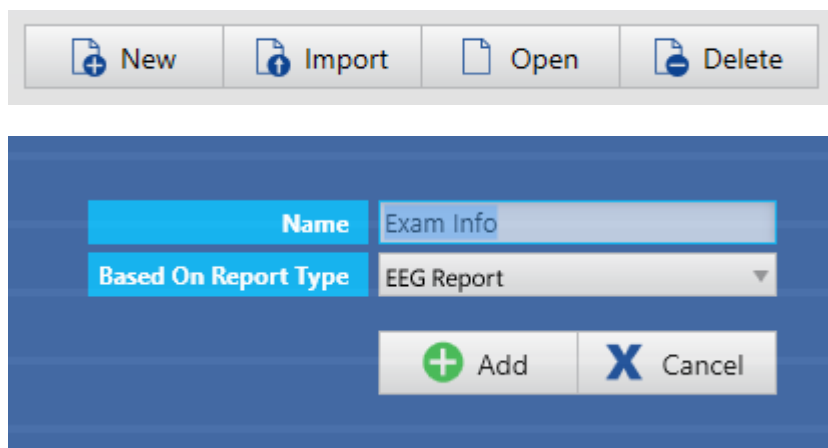 New Import Open Delete
Name Exam Info
Based On Report Type EEG Report
Add Cancel